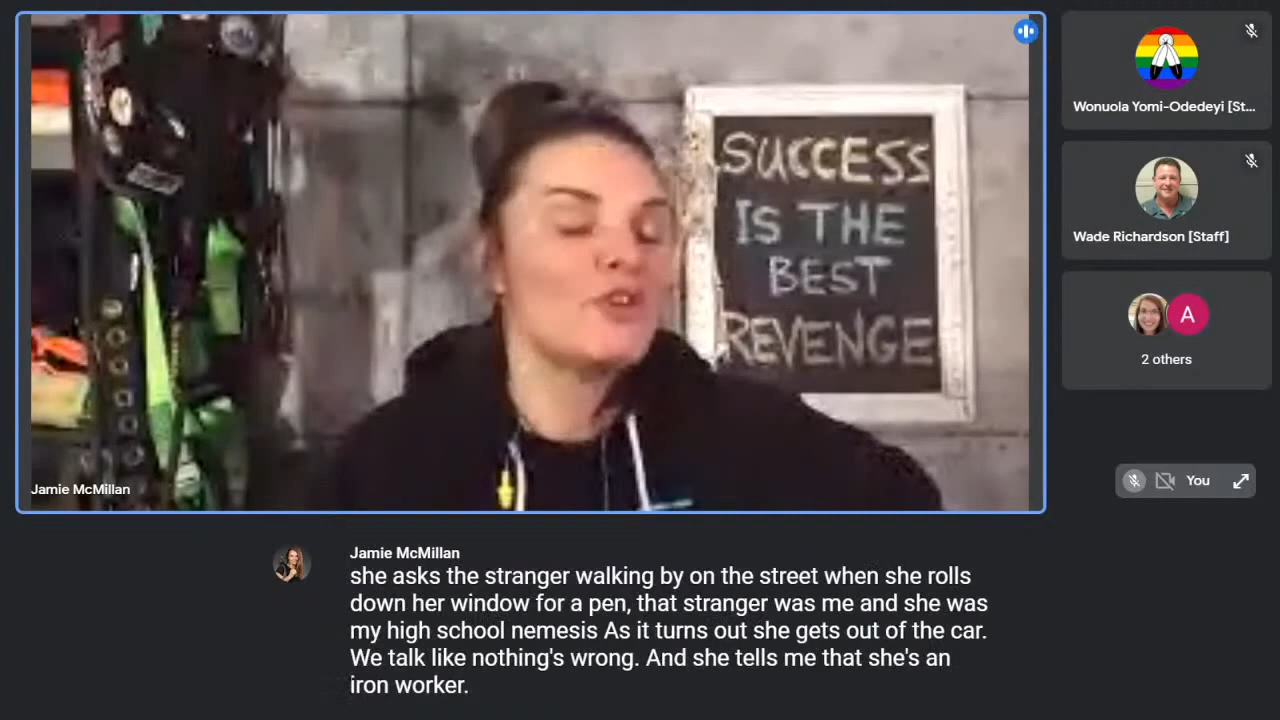 SUCCESS
IS THE
BEST
REVENGE
Jamie McMillan
Wonuola Yomi-Odedeyi [St...
Wade Richardson [Staff]
A
2 others
You
Jamie McMillan
she asks the stranger walking by on the street when she rolls
down her window for a pen, that stranger was me and she was
my high school nemesis As it turns out she gets out of the car.
We talk like nothing's wrong. And she tells me that she's an
iron worker.